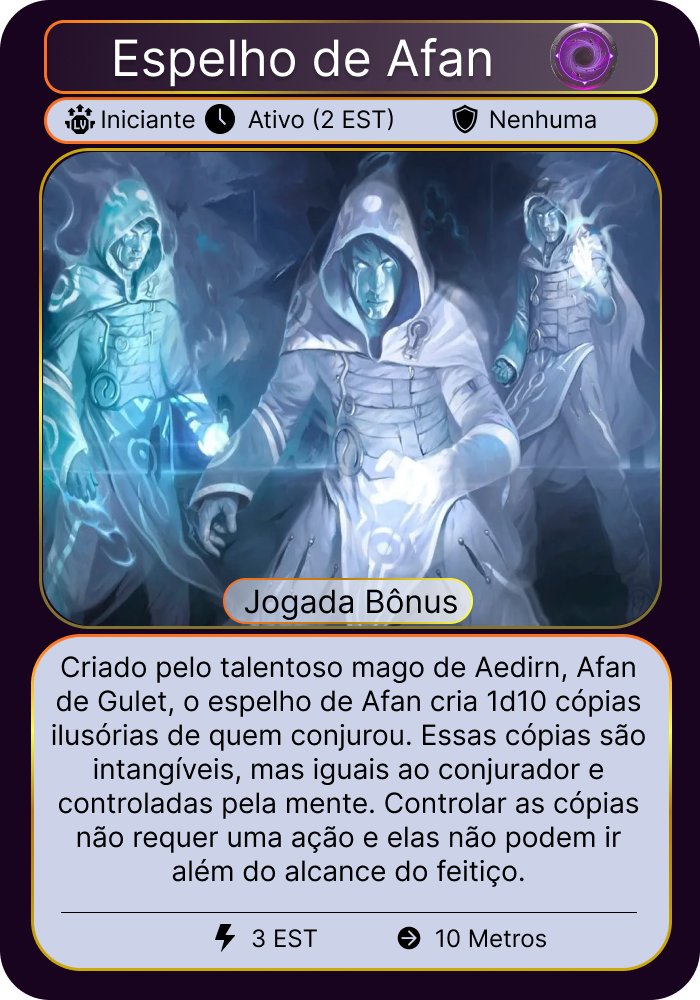 Espelho de Afan
LV Iniciante Ativo (2 EST) Nenhuma
Jogada Bônus
Criado pelo talentoso mago de Aedirn, Afan
de Gulet, o espelho de Afan cria 1d10 cópias
ilusórias de quem conjurou. Essas cópias são
intangíveis, mas iguais ao conjurador e
controladas pela mente. Controlar as cópias
não requer uma ação e elas não podem ir
além do alcance do feitiço.
3 EST 10 Metros